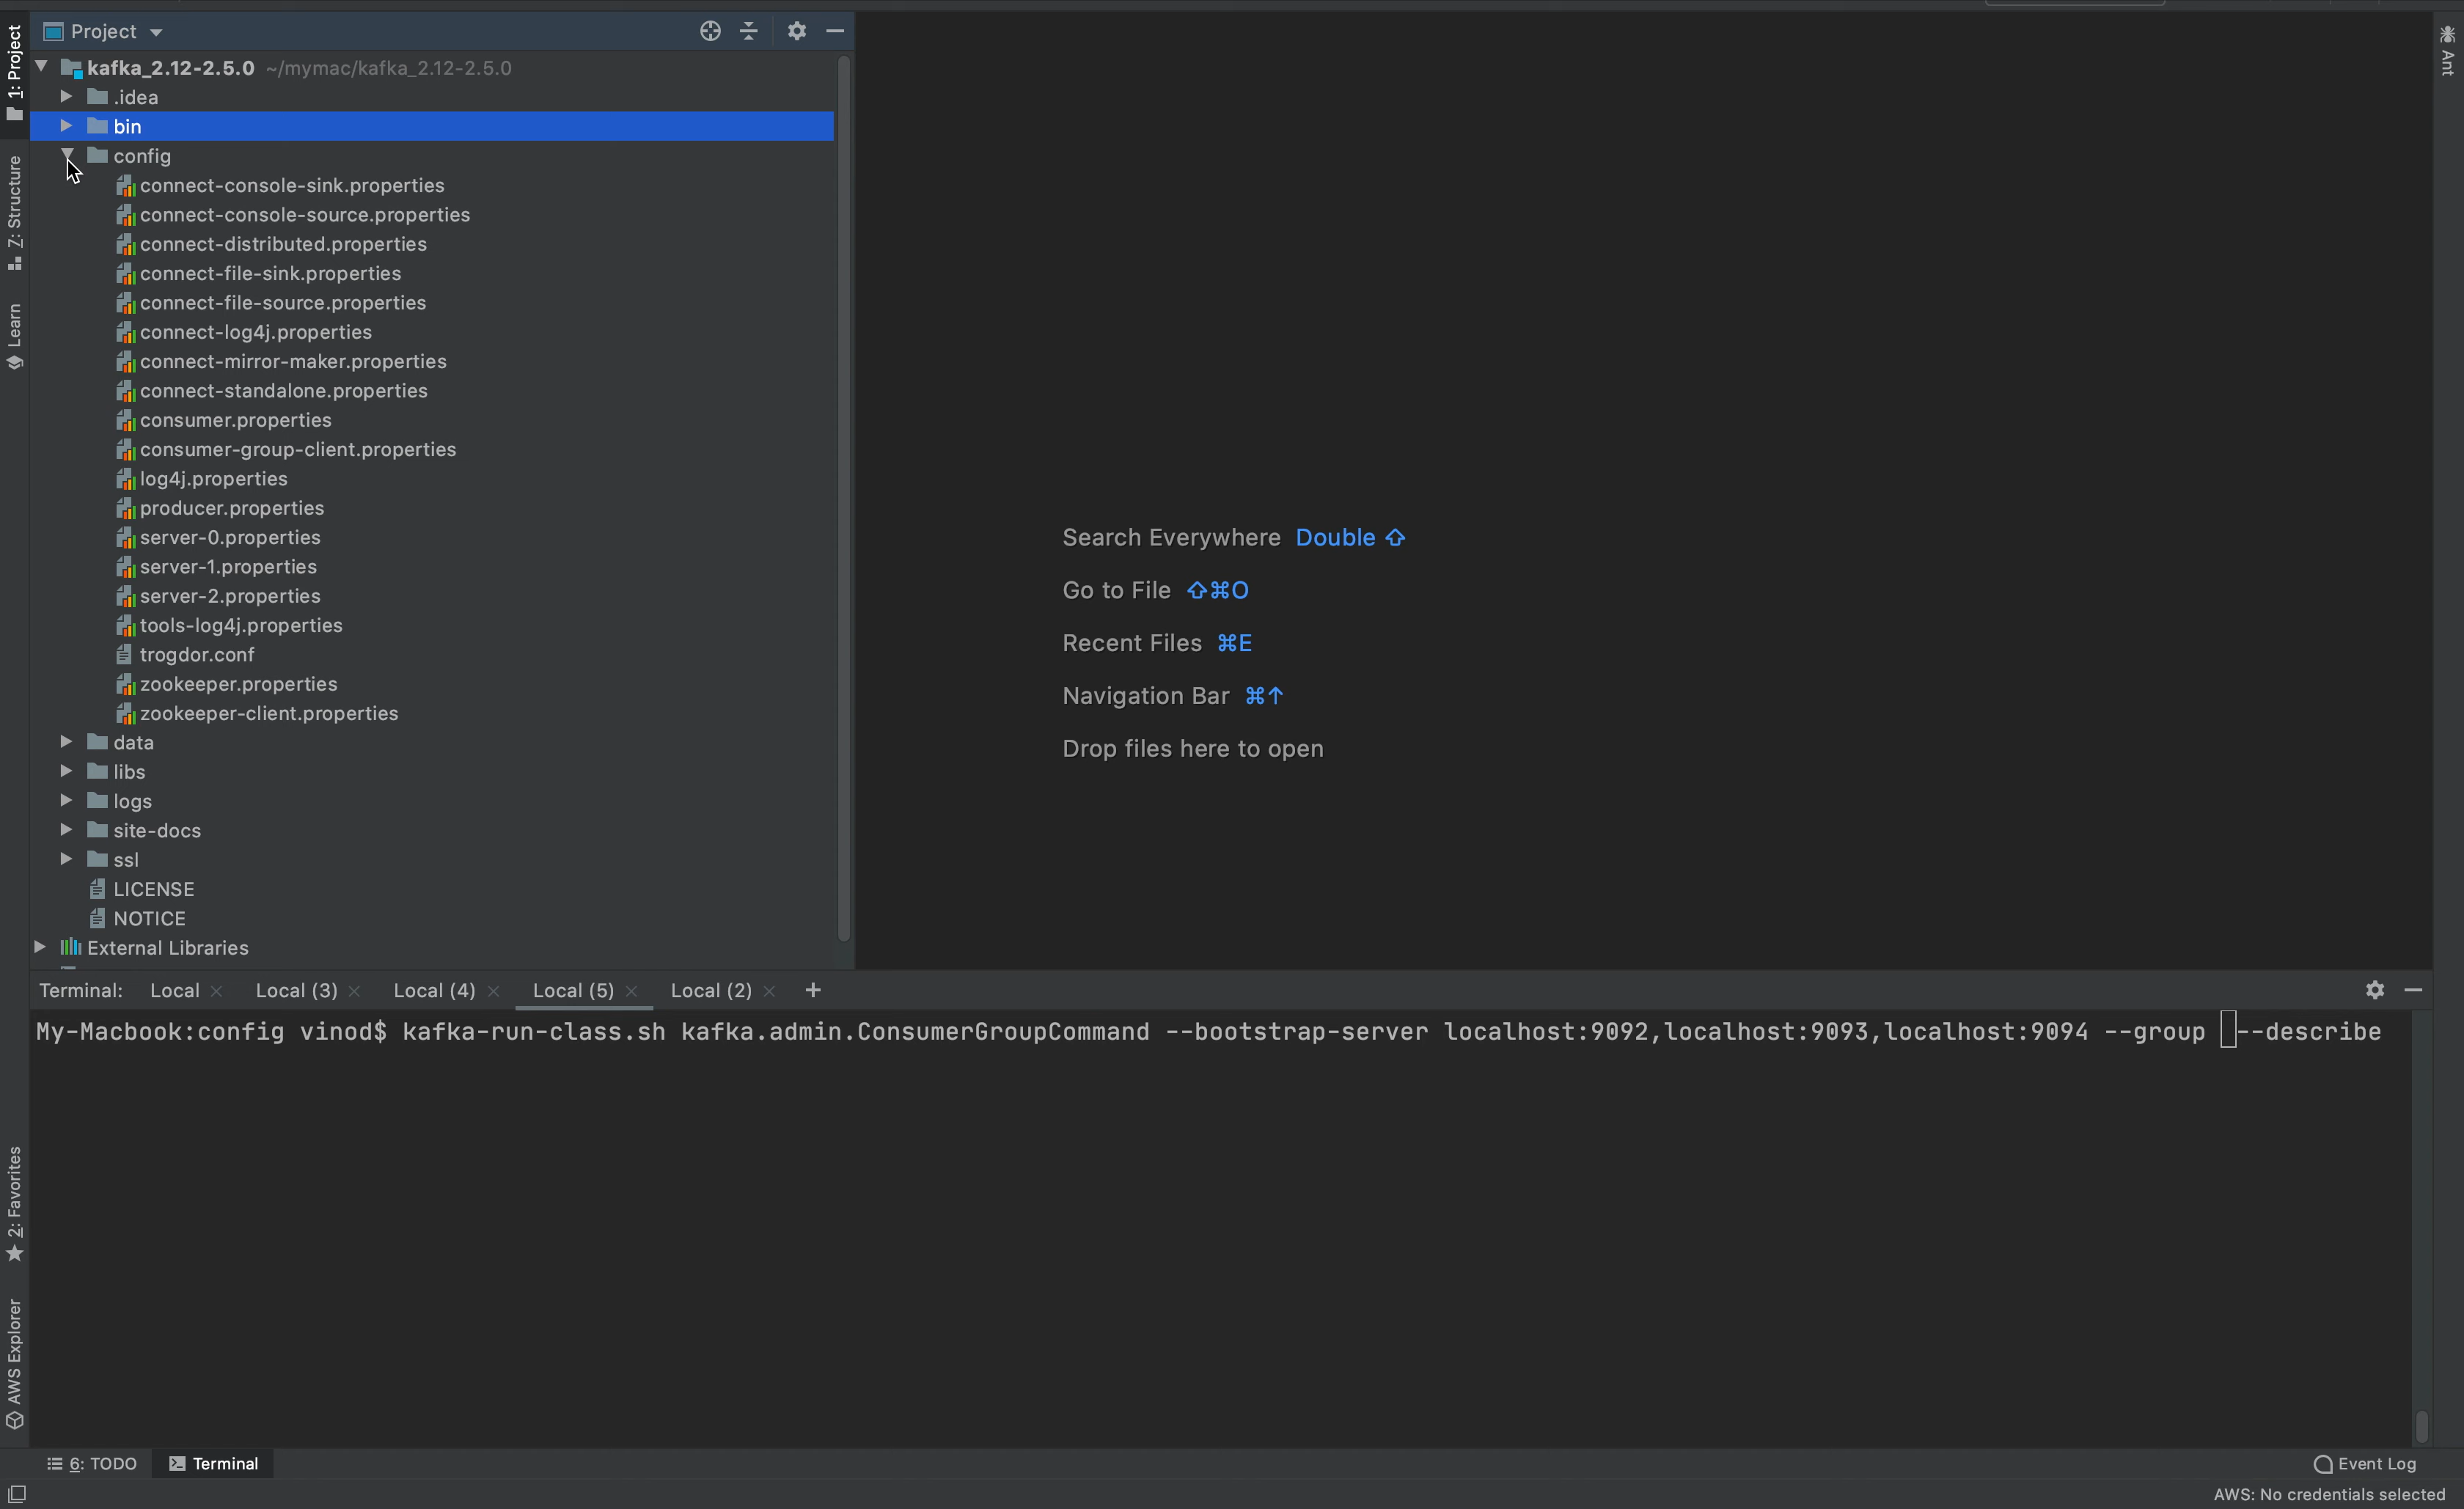 Project
kafka_2.12-2.5.0 ~/mymac/kafka_2.12-2.5.0
.idea
bin
config
connect-console-sink.properties
connect-console-source.properties
connect-distributed.properties
connect-file-sink.properties
connect-file-source.properties
connect-log4j.properties
connect-mirror-maker.properties
connect-standalone.properties
consumer.properties
consumer-group-client.properties
log4j.properties
producer.properties
server-0.properties
server-1.properties
server-2.properties
tools-log4j.properties
trogdor.conf
zookeeper.properties
zookeeper-client.properties
data
libs
logs
site-docs
ssl
LICENSE
NOTICE
External Libraries
1: Project
7: Structure
Learn
2: Favorites
AWS Explorer
Ant
Search Everywhere Double ⇧
Go to File ⇧⌘O
Recent Files ⌘E
Navigation Bar ⌘↑
Drop files here to open
Terminal: Local Local (3) Local (4) Local (5) Local (2) +
My-Macbook:config vinod$ kafka-run-class.sh kafka.admin.ConsumerGroupCommand --bootstrap-server localhost:9092,localhost:9093,localhost:9094 --group --describe
6: TODO Terminal Event Log
AWS: No credentials selected